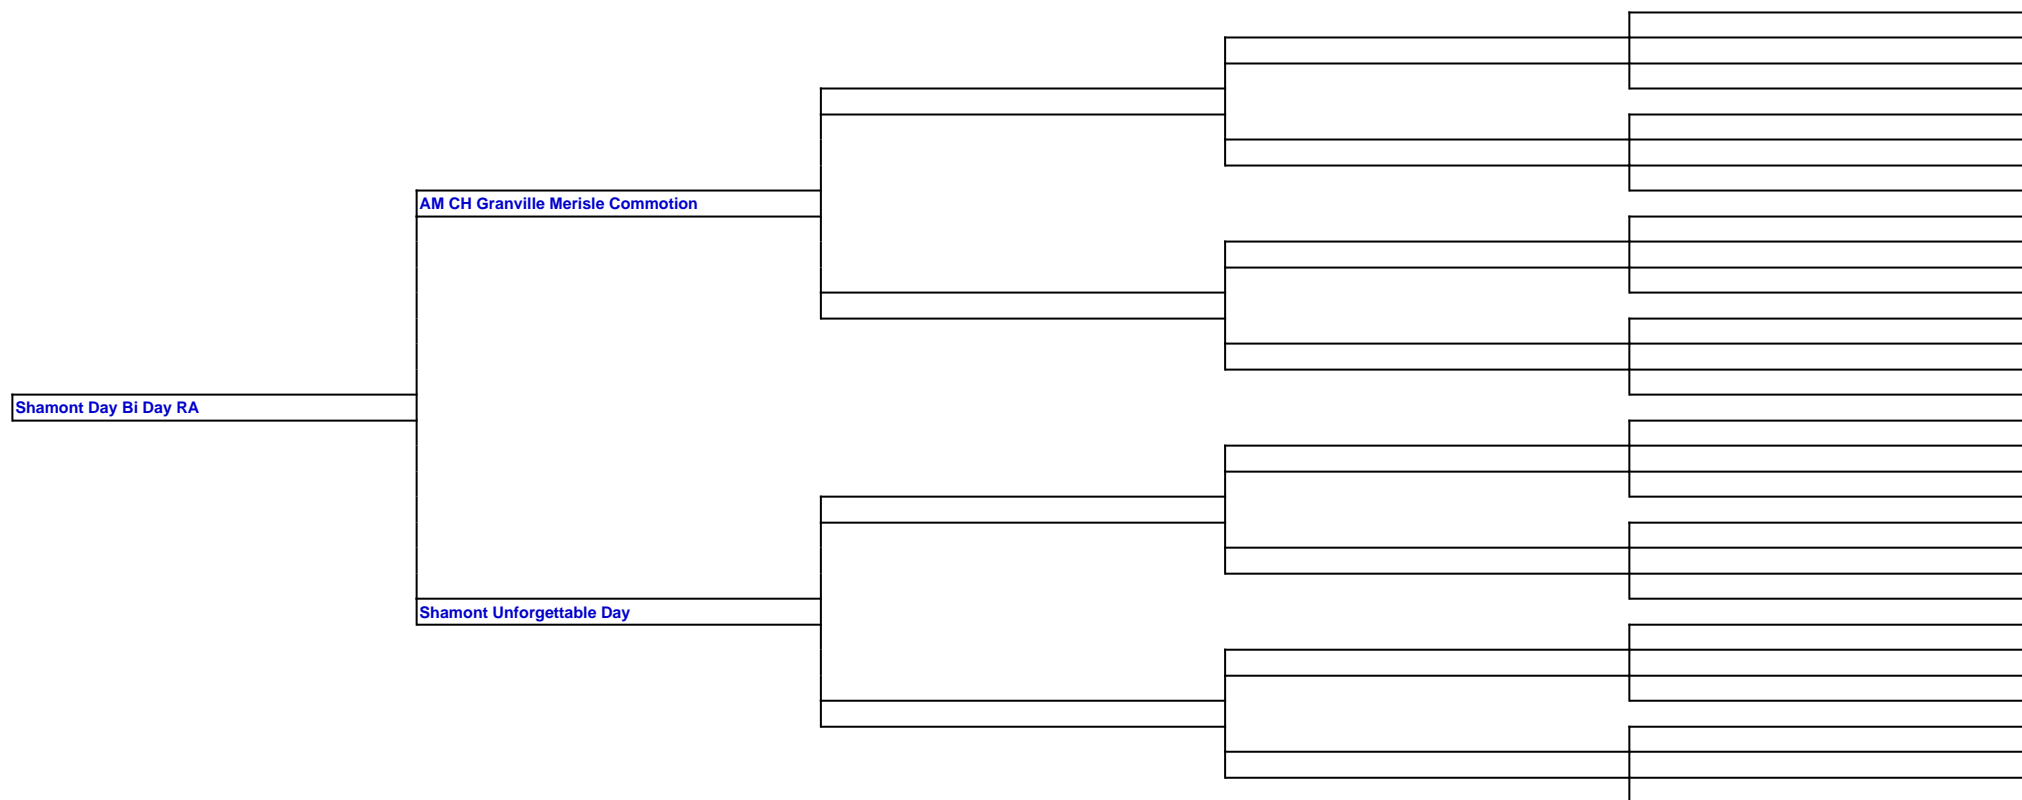 AM CH Granville Merisle Commotion
Shamont Day Bi Day RA
Shamont Unforgettable Day